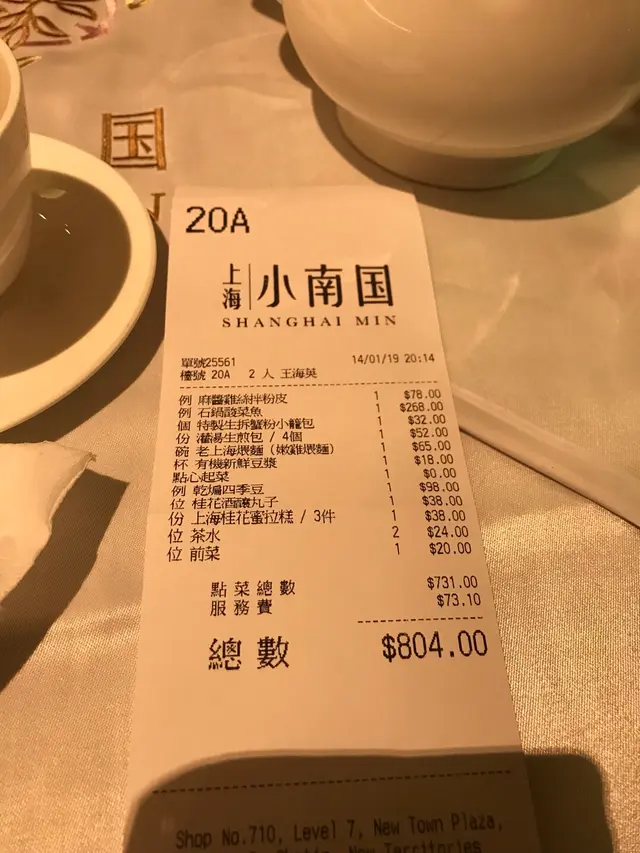 国
20A
上海 小南国
SHANGHAI MIN
單號25561 14/01/19 20:14
檯號 20A 2 人 王海英
例 麻醬雞絲拌粉皮 1 $78.00
例 石鍋酸菜魚 1 $268.00
個 特製生拆蟹粉小籠包 1 $32.00
份 灌湯生煎包 / 4個 1 $52.00
碗 老上海煨麵 (嫩雞煨麵) 1 $65.00
杯 有機新鮮豆漿 1 $18.00
點心起菜 1 $0.00
例 乾煸四季豆 1 $98.00
位 桂花酒釀丸子 1 $38.00
份 上海桂花蜜拉糕 / 3件 1 $38.00
位 茶水 2 $24.00
位 前菜 1 $20.00
點菜總數 $731.00
服務費 $73.10
總數 $804.00
Shop No.710, Level 7, New Town Plaza,
New Territories